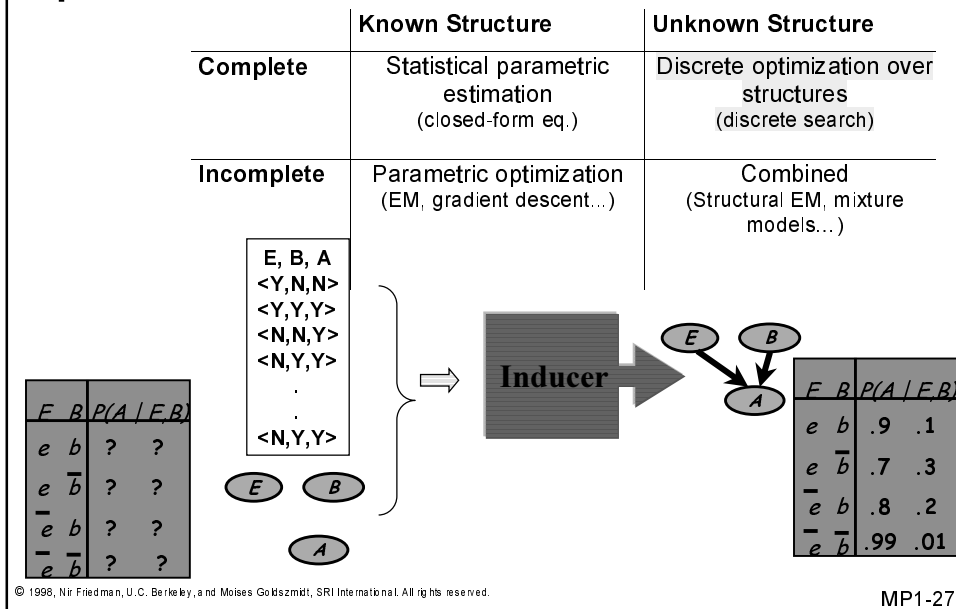 Known Structure Unknown Structure
Complete Statistical parametric Discrete optimization over
estimation structures
(closed-form eq.) (discrete search)
Incomplete Parametric optimization Combined
(EM, gradient descent...) (Structural EM, mixture
models...)
E, B, A
<Y,N,N>
<Y,Y,Y>
<N,N,Y>
<N,Y,Y>
.
.
<N,Y,Y>
E B P(A | E,B)
e b ? ?
e b̅ ? ?
e̅ b ? ?
e̅ b̅ ? ?
E B
A
Inducer
E B
A
E B P(A | E,B)
e b .9 .1
e b̅ .7 .3
e̅ b .8 .2
e̅ b̅ .99 .01
© 1998, Nir Friedman, U.C. Berkeley, and Moises Goldszmidt, SRI International. All rights reserved.
MP1-27